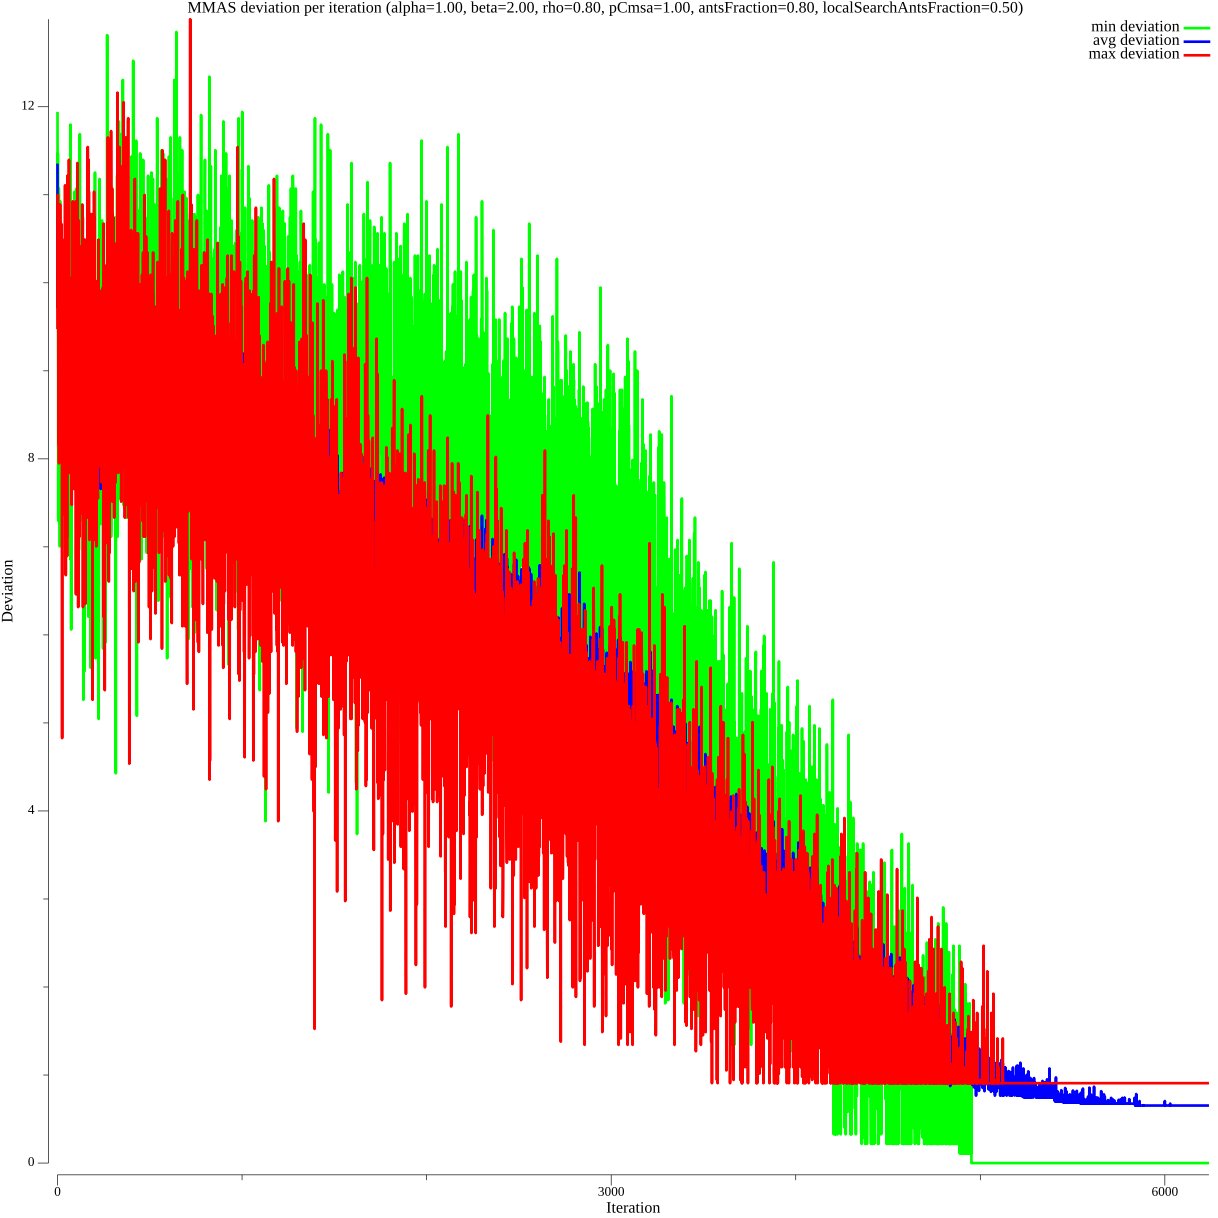 MMAS deviation per iteration (alpha=1.00, beta=2.00, rho=0.80, pCmsa=1.00, antsFraction=0.80, localSearchAntsFraction=0.50)
min deviation
avg deviation
max deviation
12
8
4
0
Deviation
0
3000
6000
Iteration